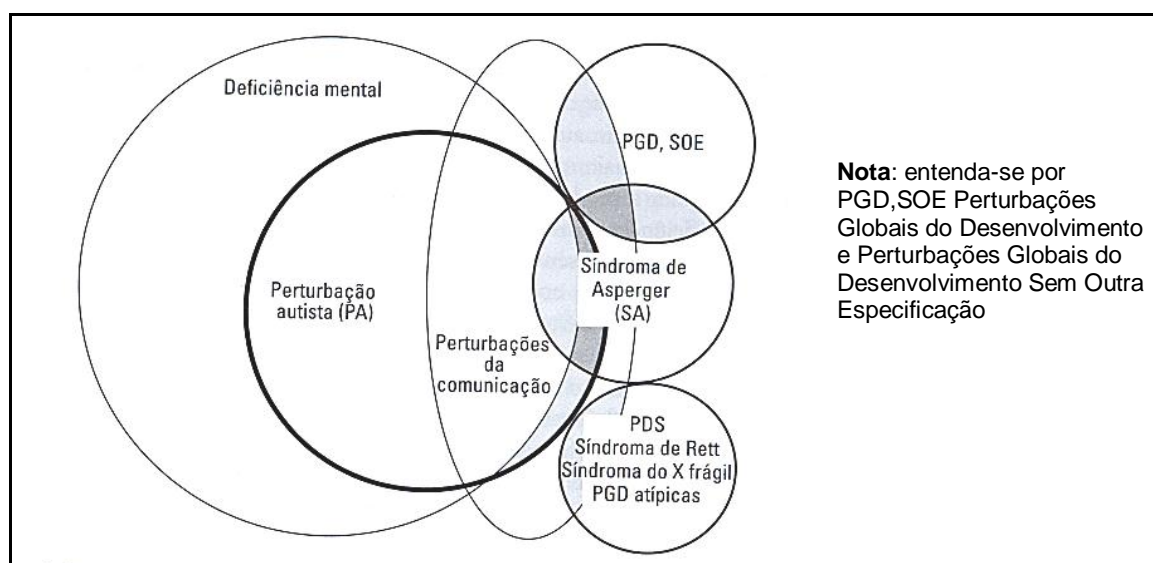 Deficiência mental
PGD, SOE
Síndroma de
Asperger
(SA)
Perturbação
autista (PA)
Perturbações
da
comunicação
PDS
Síndroma de Rett
Síndroma do X frágil
PGD atípicas
Nota: entenda-se por
PGD,SOE Perturbações
Globais do Desenvolvimento
e Perturbações Globais do
Desenvolvimento Sem Outra
Especificação